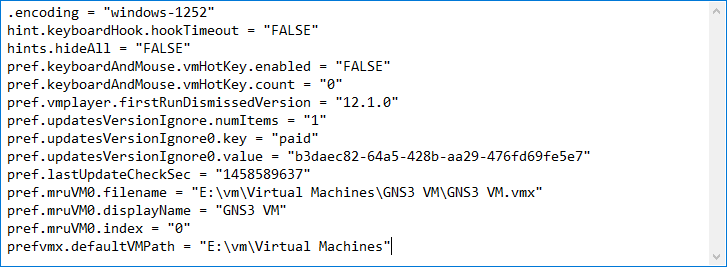 .encoding = "windows-1252"
hint.keyboardHook.hookTimeout = "FALSE"
hints.hideAll = "FALSE"
pref.keyboardAndMouse.vmHotKey.enabled = "FALSE"
pref.keyboardAndMouse.vmHotKey.count = "0"
pref.vmplayer.firstRunDismissedVersion = "12.1.0"
pref.updatesVersionIgnore.numItems = "1"
pref.updatesVersionIgnore0.key = "paid"
pref.updatesVersionIgnore0.value = "b3daec82-64a5-428b-aa29-476fd69fe5e7"
pref.lastUpdateCheckSec = "1458589637"
pref.mruVM0.filename = "E:\vm\Virtual Machines\GNS3 VM\GNS3 VM.vmx"
pref.mruVM0.displayName = "GNS3 VM"
pref.mruVM0.index = "0"
prefvmx.defaultVMPath = "E:\vm\Virtual Machines"